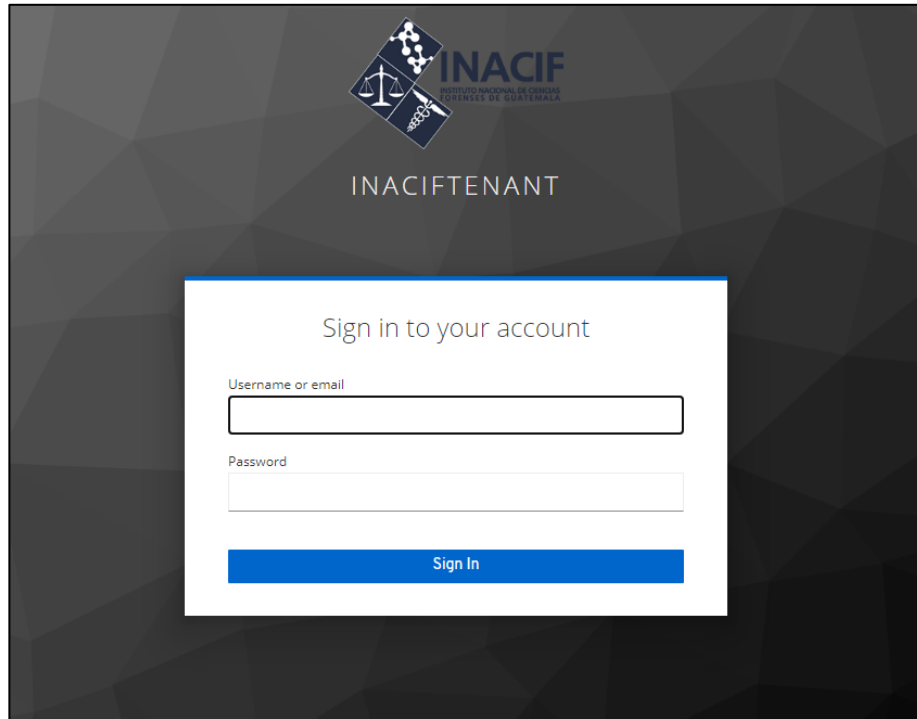 INACIF
INSTITUTO NACIONAL DE CIENCIAS
FORENSES DE GUATEMALA
INACIFTENANT
Sign in to your account
Username or email
Password
Sign In